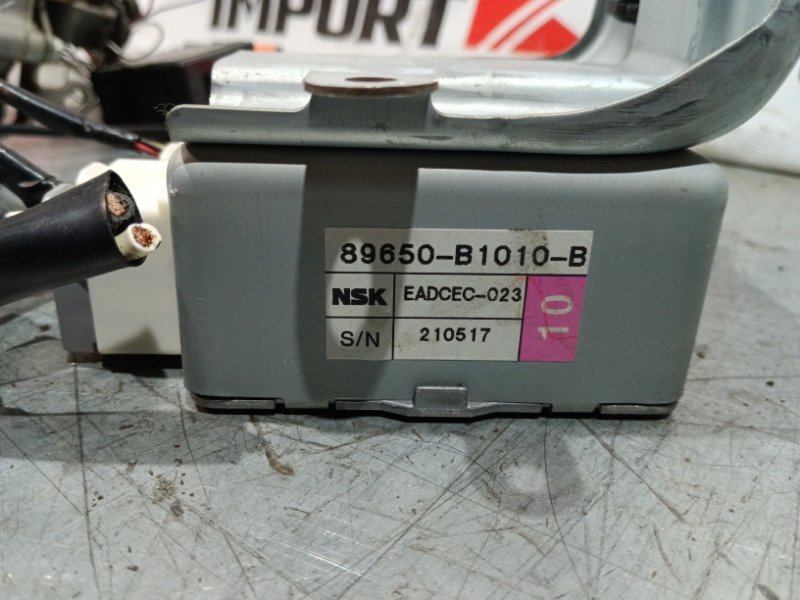 IMPORT
89650-B1010-B
NSK EADCEC-023
S/N 210517
10